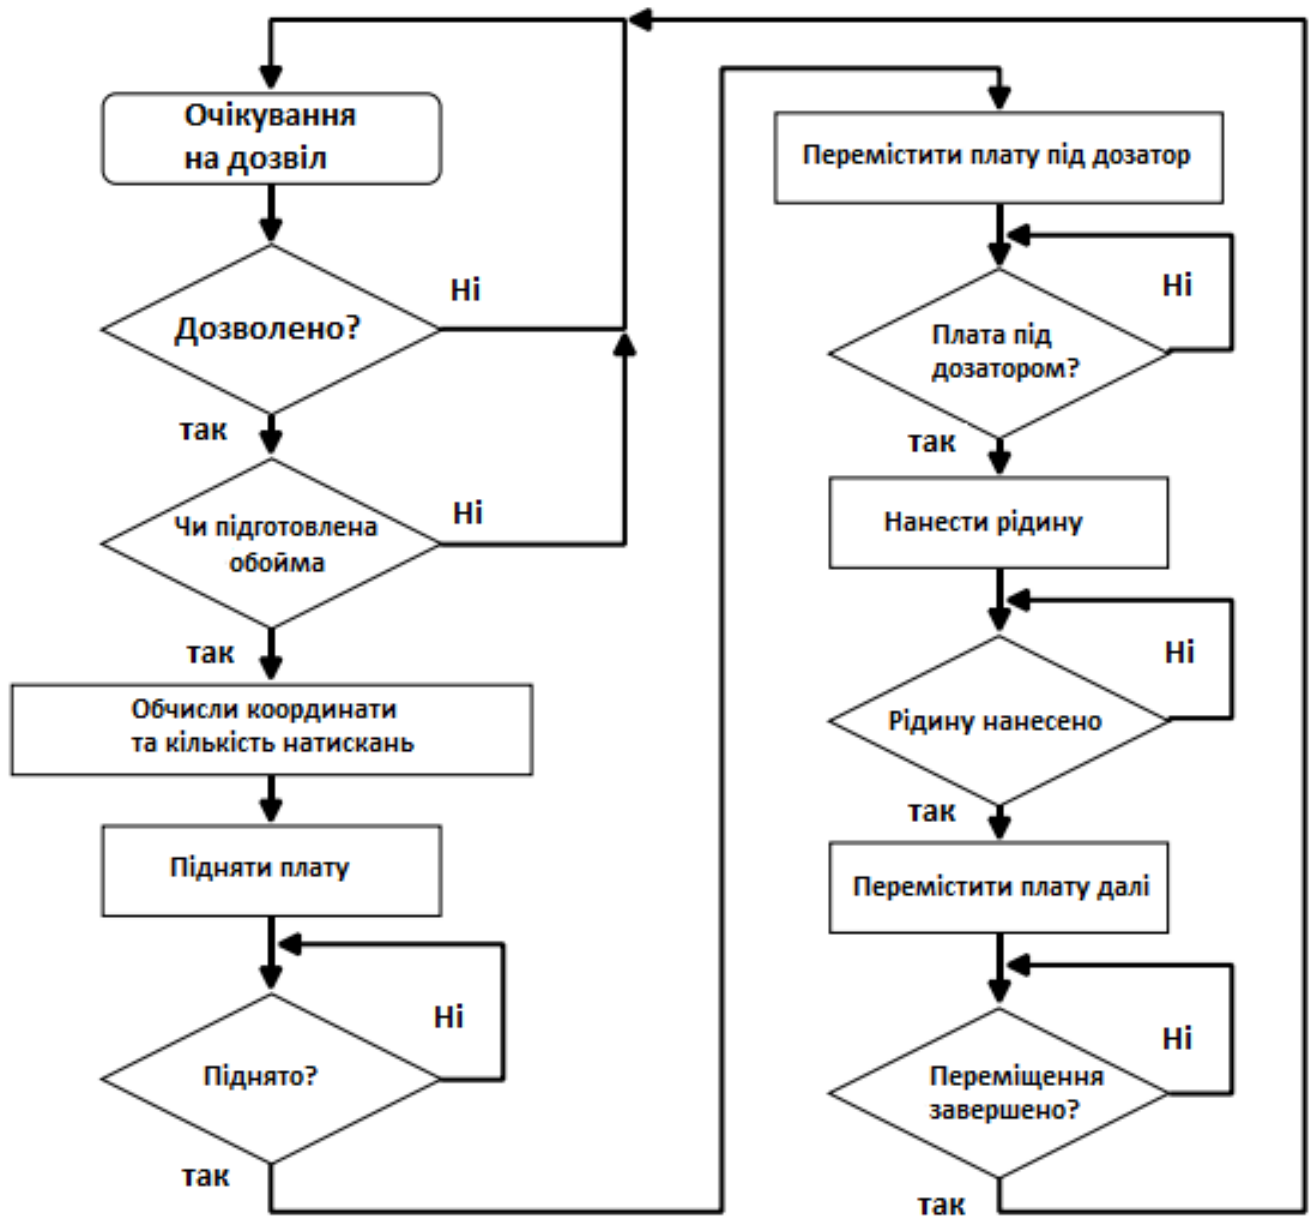 Очікування
на дозвіл
Дозволено?
Ні
так
Чи підготовлена
обойма
Ні
так
Обчисли координати
та кількість натискань
Підняти плату
Ні
Піднято?
так
Перемістити плату під дозатор
Ні
Плата під
дозатором?
так
Нанести рідину
Ні
Рідину нанесено
так
Перемістити плату далі
Ні
Переміщення
завершено?
так